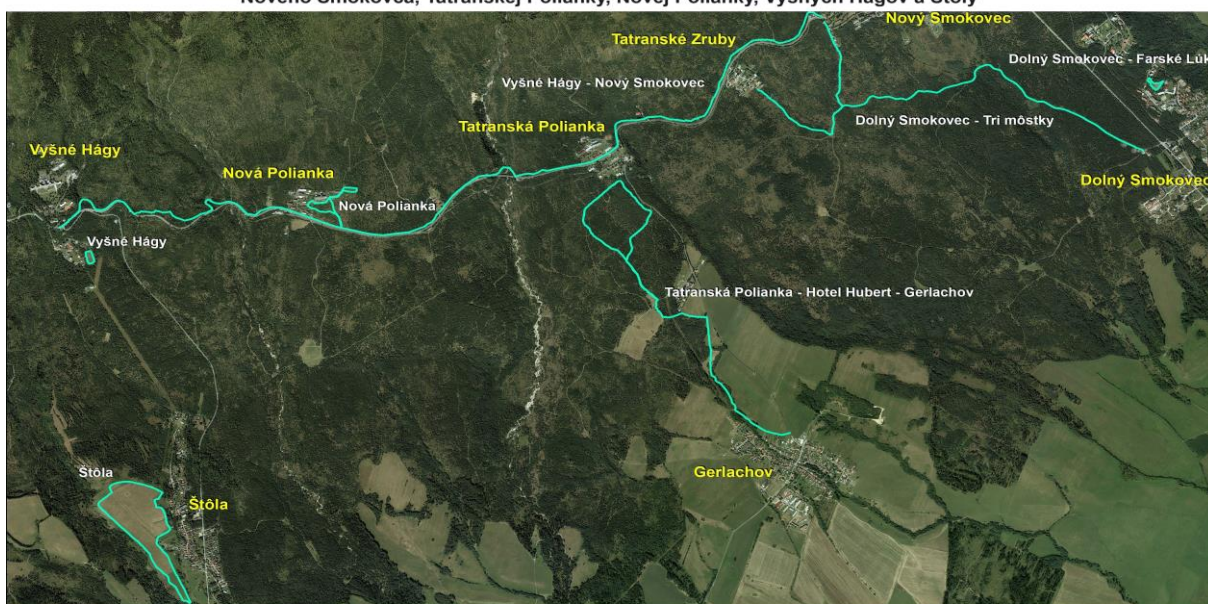 Nového Smokovca, Tatranskej Polianky, Novej Polianky, Vyšných Hágov a Štôly
Nový Smokovec
Tatranské Zruby
Dolný Smokovec - Farské Lúk
Vyšné Hágy - Nový Smokovec
Dolný Smokovec - Tri môstky
Tatranská Polianka
Vyšné Hágy
Nová Polianka
Dolný Smokovec
Nová Polianka
Vyšné Hágy
Tatranská Polianka - Hotel Hubert - Gerlachov
Štôla
Gerlachov
Štôla